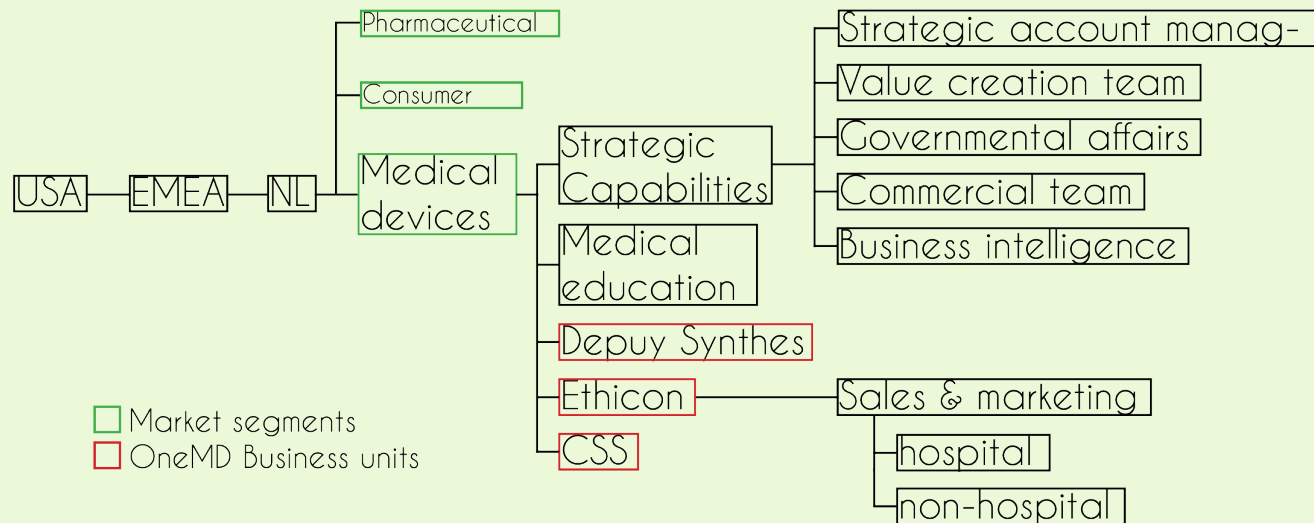 Pharmaceutical
Consumer
USA
EMEA
NL
Medical
devices
Strategic
Capabilities
Medical
education
Depuy Synthes
Ethicon
CSS
Strategic account manag-
Value creation team
Governmental affairs
Commercial team
Business intelligence
Sales & marketing
hospital
non-hospital
Market segments
OneMD Business units